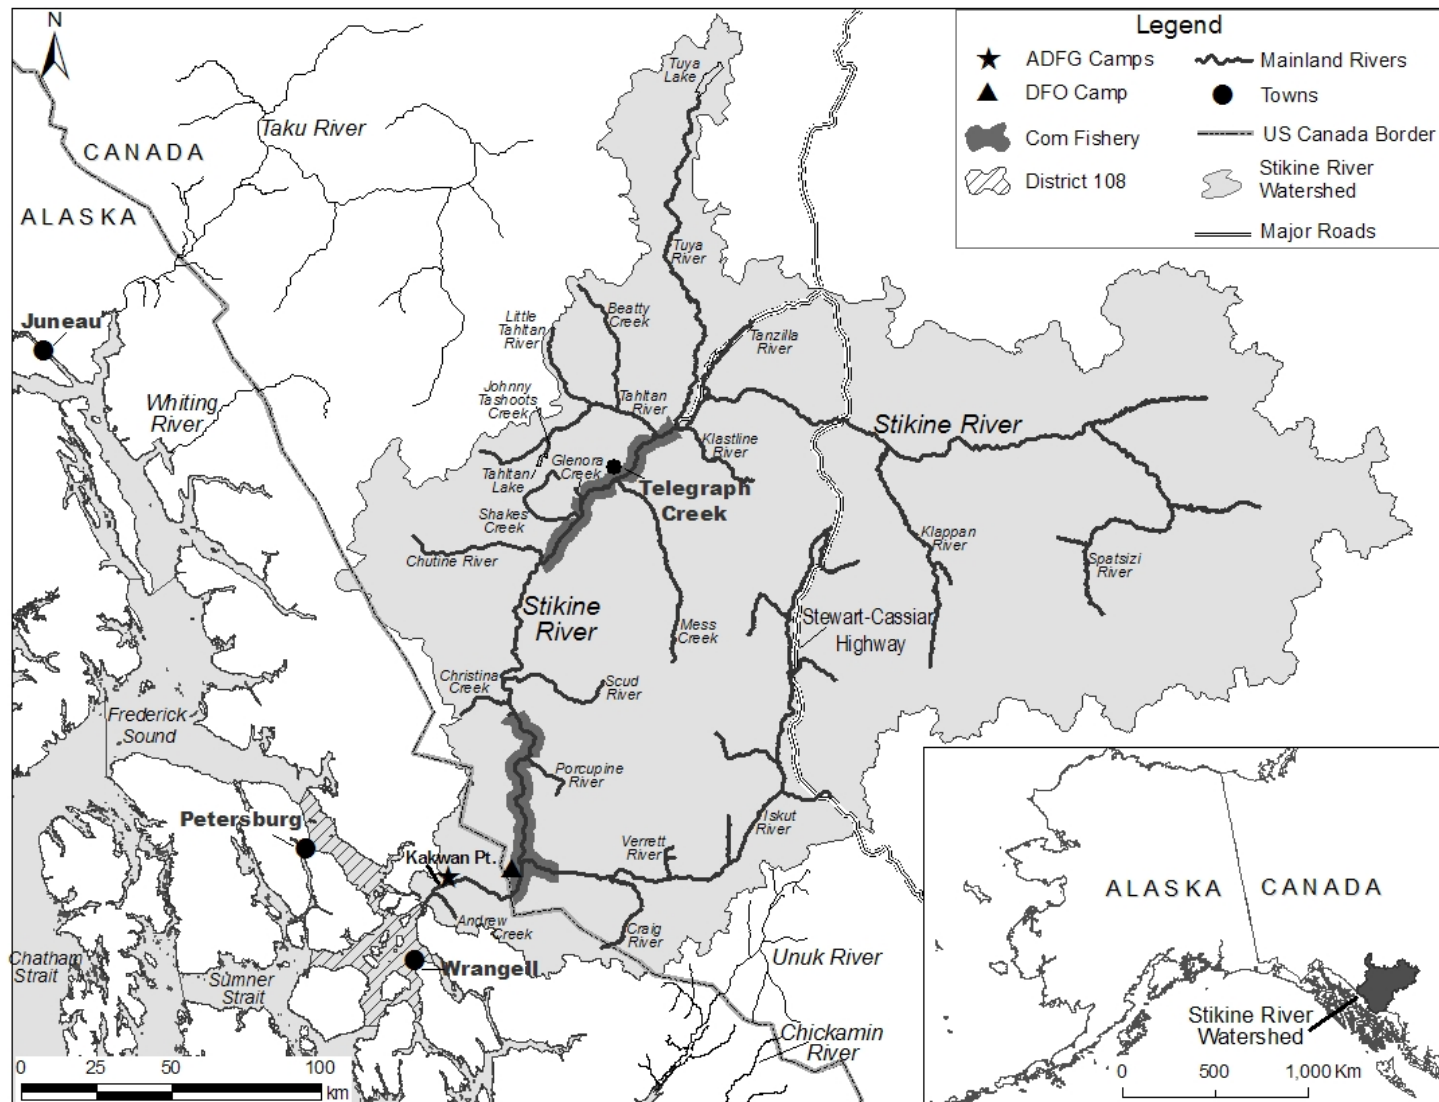 N
CANADA
ALASKA
Taku River
Juneau
Whiting
River
Tuya
Lake
Tuya
River
Little
Tahltan
River
Beatty
Creek
Tanzilla
River
Johnny
Tashoots
Creek
Tahltan
River
Klastline
River
Stikine River
Tahltan
Lake
Glenora
Creek
Telegraph
Creek
Shakes
Creek
Chutine River
Klappan
River
Spatsizi
River
Stikine
River
Mess
Creek
Stewart-Cassiar
Highway
Christina
Creek
Scud
River
Frederick
Sound
Porcupine
River
Petersburg
Iskut
River
Verrett
River
Kakwan Pt.
Andrew
Creek
Craig
River
Unuk River
Chatham
Strait
Sumner
Strait
Wrangell
Chickamin
River
0 25 50 100
km
Legend
ADFG Camps
DFO Camp
Com Fishery
District 108
Mainland Rivers
Towns
US Canada Border
Stikine River
Watershed
Major Roads
ALASKA
CANADA
Stikine River
Watershed
0 500 1,000 Km